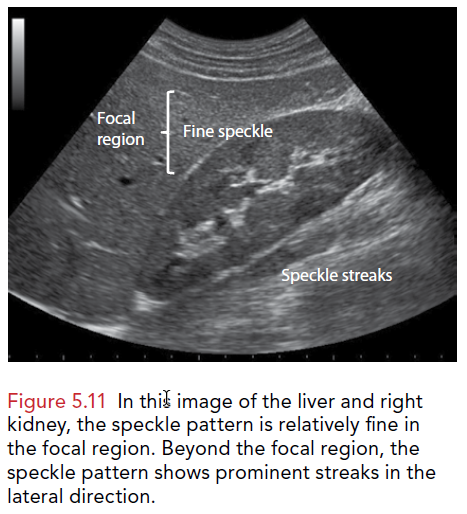 Focal
region
Fine speckle
Speckle streaks
Figure 5.11 In this image of the liver and right
kidney, the speckle pattern is relatively fine in
the focal region. Beyond the focal region, the
speckle pattern shows prominent streaks in the
lateral direction.